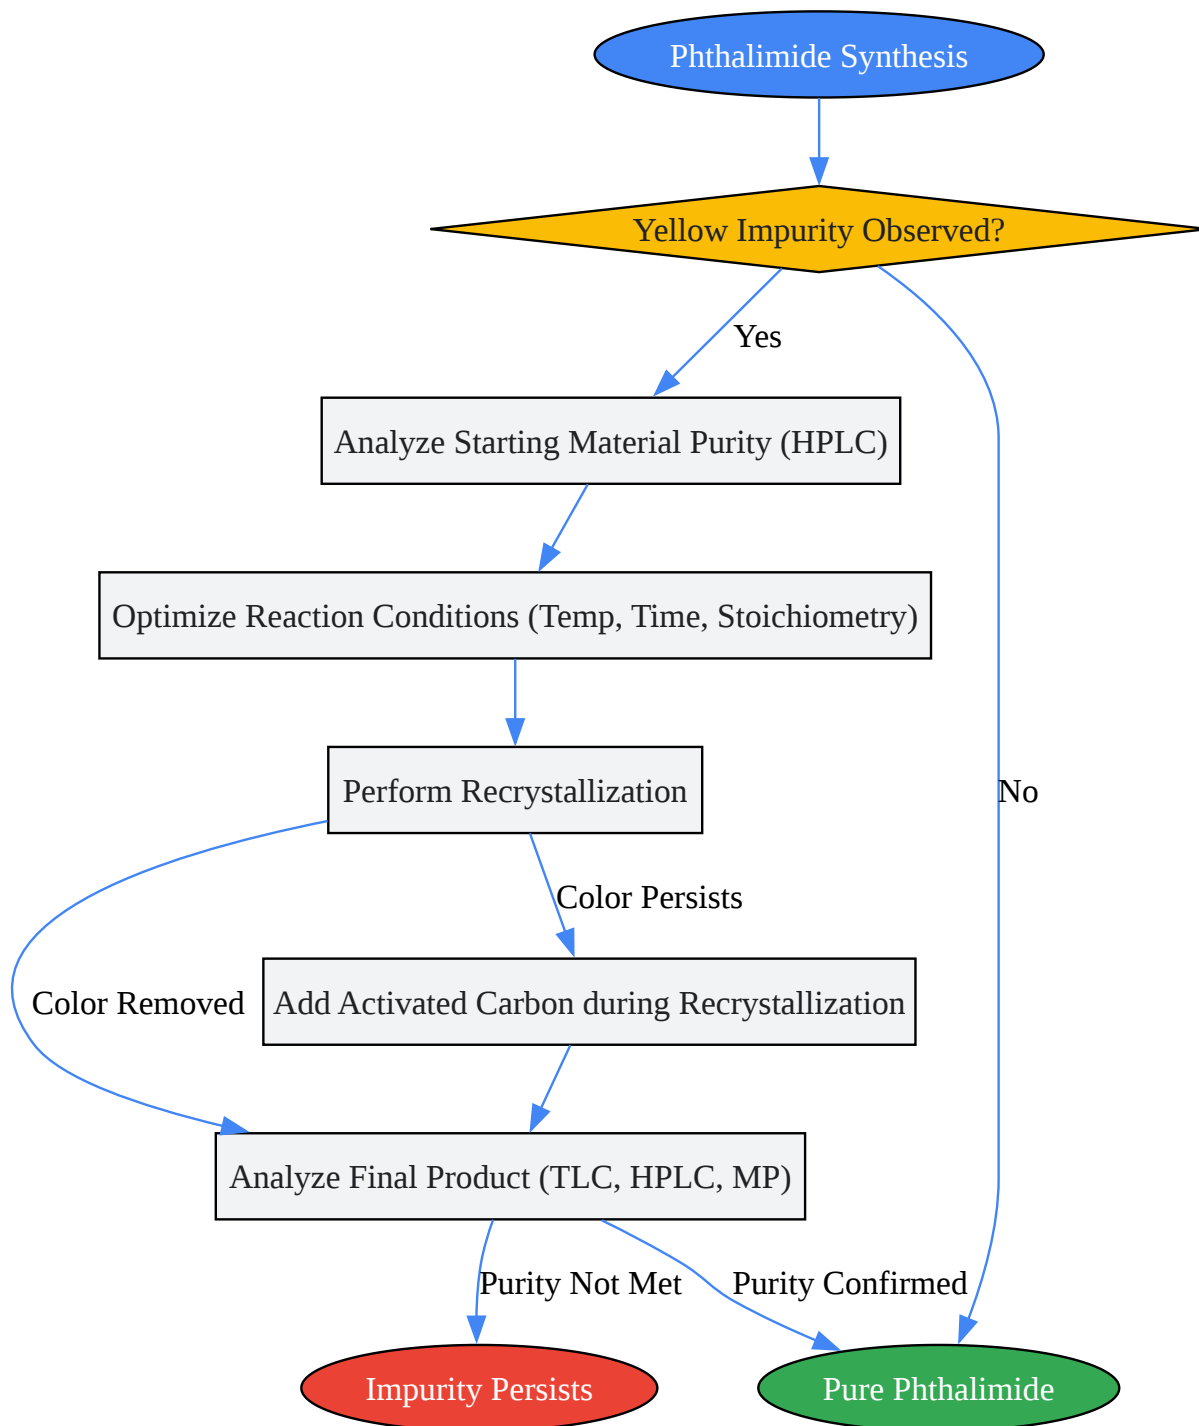 Phthalimide Synthesis
Yellow Impurity Observed?
Yes
Analyze Starting Material Purity (HPLC)
Optimize Reaction Conditions (Temp, Time, Stoichiometry)
Perform Recrystallization
No
Color Persists
Color Removed
Add Activated Carbon during Recrystallization
Analyze Final Product (TLC, HPLC, MP)
Purity Not Met
Purity Confirmed
Impurity Persists
Pure Phthalimide